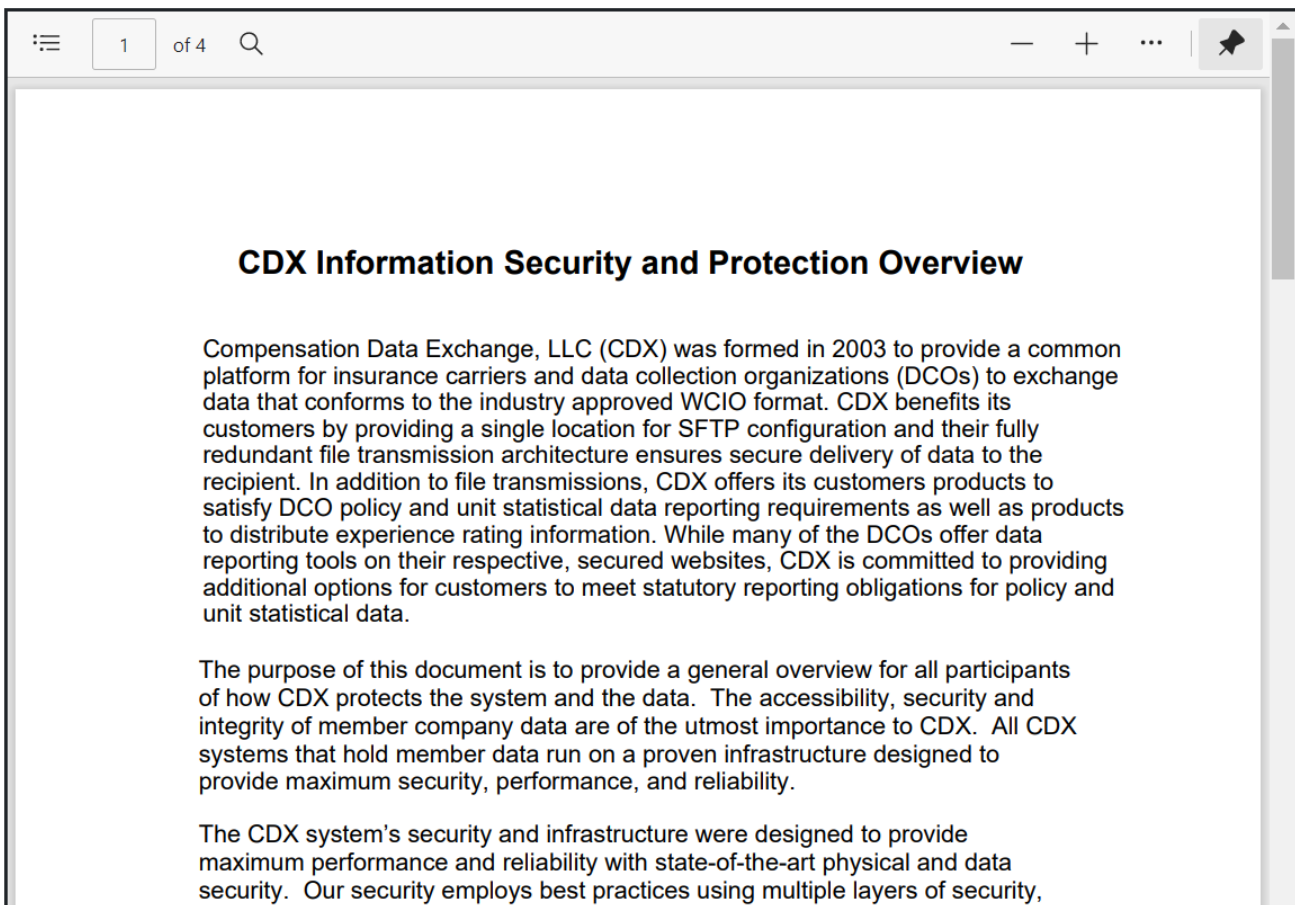 1 of 4
CDX Information Security and Protection Overview
Compensation Data Exchange, LLC (CDX) was formed in 2003 to provide a common
platform for insurance carriers and data collection organizations (DCOs) to exchange
data that conforms to the industry approved WCIO format. CDX benefits its
customers by providing a single location for SFTP configuration and their fully
redundant file transmission architecture ensures secure delivery of data to the
recipient. In addition to file transmissions, CDX offers its customers products to
satisfy DCO policy and unit statistical data reporting requirements as well as products
to distribute experience rating information. While many of the DCOs offer data
reporting tools on their respective, secured websites, CDX is committed to providing
additional options for customers to meet statutory reporting obligations for policy and
unit statistical data.
The purpose of this document is to provide a general overview for all participants
of how CDX protects the system and the data.  The accessibility, security and
integrity of member company data are of the utmost importance to CDX.  All CDX
systems that hold member data run on a proven infrastructure designed to
provide maximum security, performance, and reliability.
The CDX system’s security and infrastructure were designed to provide
maximum performance and reliability with state-of-the-art physical and data
security.  Our security employs best practices using multiple layers of security,